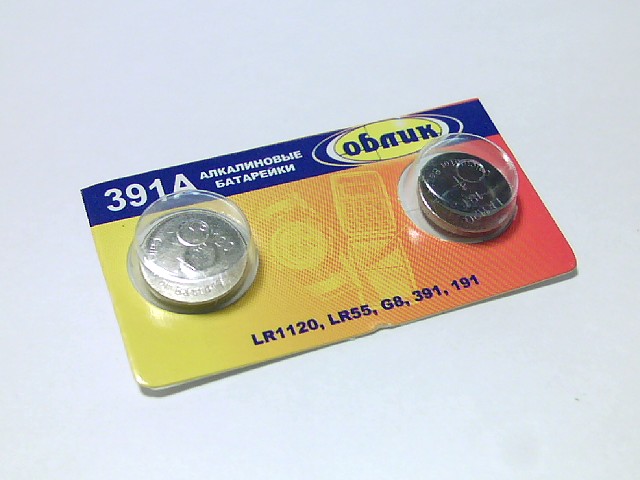 391A
АЛКАЛИНОВЫЕ
БАТАРЕЙКИ
облик
LR1120, LR55, G8, 391, 191